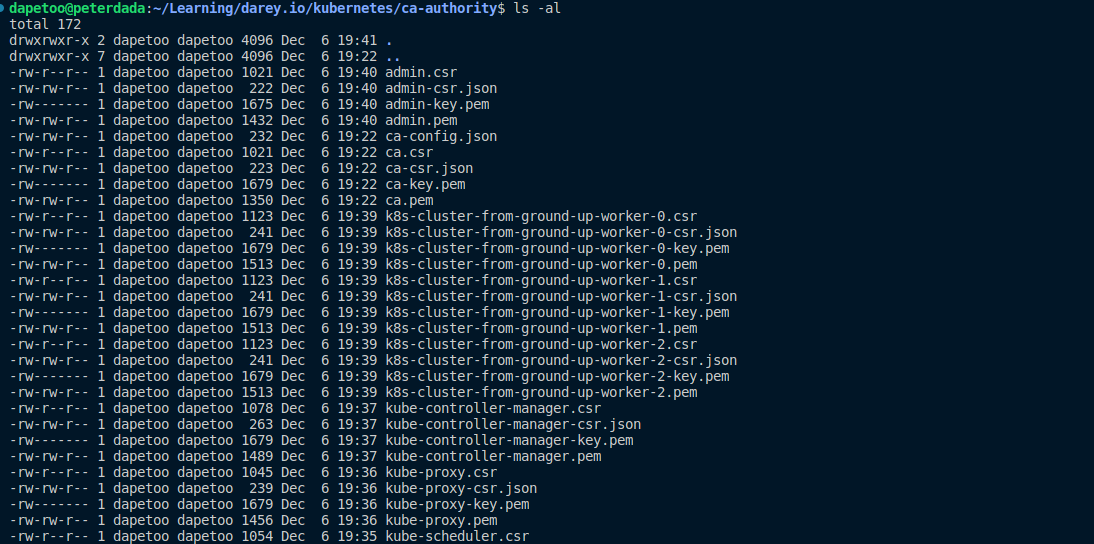 dapetoo@peterdada:~/Learning/darey.io/kubernetes/ca-authority$ ls -al
total 172
drwxrwxr-x 2 dapetoo dapetoo 4096 Dec  6 19:41 .
drwxrwxr-x 7 dapetoo dapetoo 4096 Dec  6 19:22 ..
-rw-r--r-- 1 dapetoo dapetoo 1021 Dec  6 19:40 admin.csr
-rw-rw-r-- 1 dapetoo dapetoo  222 Dec  6 19:40 admin-csr.json
-rw------- 1 dapetoo dapetoo 1675 Dec  6 19:40 admin-key.pem
-rw-rw-r-- 1 dapetoo dapetoo 1432 Dec  6 19:40 admin.pem
-rw-rw-r-- 1 dapetoo dapetoo  232 Dec  6 19:22 ca-config.json
-rw-r--r-- 1 dapetoo dapetoo 1021 Dec  6 19:22 ca.csr
-rw-rw-r-- 1 dapetoo dapetoo  223 Dec  6 19:22 ca-csr.json
-rw------- 1 dapetoo dapetoo 1679 Dec  6 19:22 ca-key.pem
-rw-rw-r-- 1 dapetoo dapetoo 1350 Dec  6 19:22 ca.pem
-rw-r--r-- 1 dapetoo dapetoo 1123 Dec  6 19:39 k8s-cluster-from-ground-up-worker-0.csr
-rw-rw-r-- 1 dapetoo dapetoo  241 Dec  6 19:39 k8s-cluster-from-ground-up-worker-0-csr.json
-rw------- 1 dapetoo dapetoo 1679 Dec  6 19:39 k8s-cluster-from-ground-up-worker-0-key.pem
-rw-rw-r-- 1 dapetoo dapetoo 1513 Dec  6 19:39 k8s-cluster-from-ground-up-worker-0.pem
-rw-r--r-- 1 dapetoo dapetoo 1123 Dec  6 19:39 k8s-cluster-from-ground-up-worker-1.csr
-rw-rw-r-- 1 dapetoo dapetoo  241 Dec  6 19:39 k8s-cluster-from-ground-up-worker-1-csr.json
-rw------- 1 dapetoo dapetoo 1679 Dec  6 19:39 k8s-cluster-from-ground-up-worker-1-key.pem
-rw-rw-r-- 1 dapetoo dapetoo 1513 Dec  6 19:39 k8s-cluster-from-ground-up-worker-1.pem
-rw-r--r-- 1 dapetoo dapetoo 1123 Dec  6 19:39 k8s-cluster-from-ground-up-worker-2.csr
-rw-rw-r-- 1 dapetoo dapetoo  241 Dec  6 19:39 k8s-cluster-from-ground-up-worker-2-csr.json
-rw------- 1 dapetoo dapetoo 1679 Dec  6 19:39 k8s-cluster-from-ground-up-worker-2-key.pem
-rw-rw-r-- 1 dapetoo dapetoo 1513 Dec  6 19:39 k8s-cluster-from-ground-up-worker-2.pem
-rw-r--r-- 1 dapetoo dapetoo 1078 Dec  6 19:37 kube-controller-manager.csr
-rw-rw-r-- 1 dapetoo dapetoo  263 Dec  6 19:37 kube-controller-manager-csr.json
-rw------- 1 dapetoo dapetoo 1679 Dec  6 19:37 kube-controller-manager-key.pem
-rw-rw-r-- 1 dapetoo dapetoo 1489 Dec  6 19:37 kube-controller-manager.pem
-rw-r--r-- 1 dapetoo dapetoo 1045 Dec  6 19:36 kube-proxy.csr
-rw-rw-r-- 1 dapetoo dapetoo  239 Dec  6 19:36 kube-proxy-csr.json
-rw------- 1 dapetoo dapetoo 1679 Dec  6 19:36 kube-proxy-key.pem
-rw-rw-r-- 1 dapetoo dapetoo 1456 Dec  6 19:36 kube-proxy.pem
-rw-r--r-- 1 dapetoo dapetoo 1054 Dec  6 19:35 kube-scheduler.csr